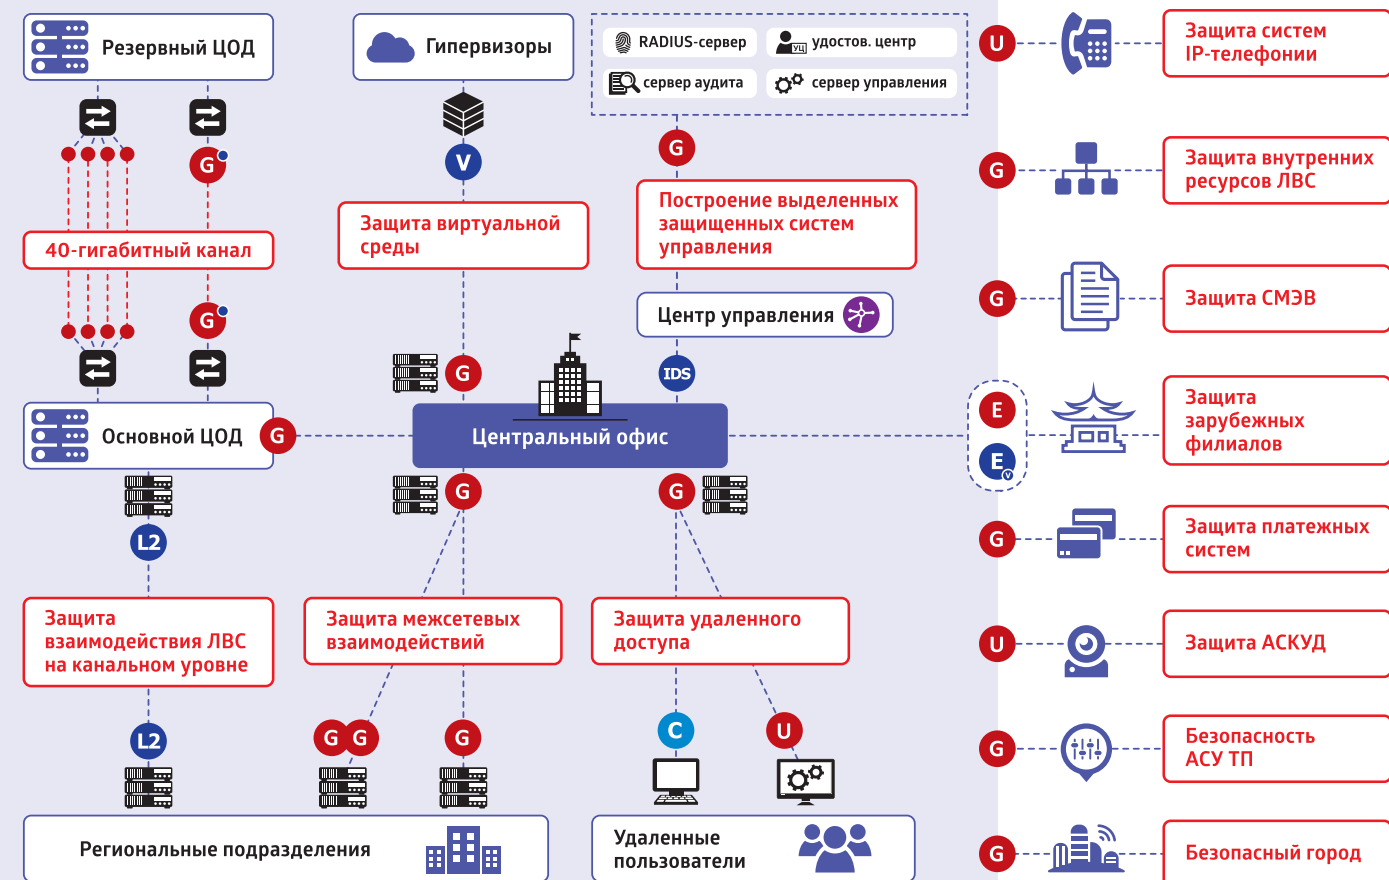 Резервный ЦОД
Гипервизоры
RADIUS-сервер
УЦ
удостов. центр
сервер аудита
сервер управления
G
V
G
40-гигабитный канал
Защита виртуальной
среды
Построение выделенных
защищенных систем
управления
G
Центр управления
G
IDS
Основной ЦОД
G
Центральный офис
G
G
L2
Защита
взаимодействия ЛВС
на канальном уровне
Защита межсетевых
взаимодействий
Защита удаленного
доступа
L2
G
G
G
C
U
Региональные подразделения
Удаленные
пользователи
U
Защита систем
IP-телефонии
G
Защита внутренних
ресурсов ЛВС
G
Защита СМЭВ
E
E
V
Защита
зарубежных
филиалов
G
Защита платежных
систем
U
Защита АСКУД
G
Безопасность
АСУ ТП
G
Безопасный город